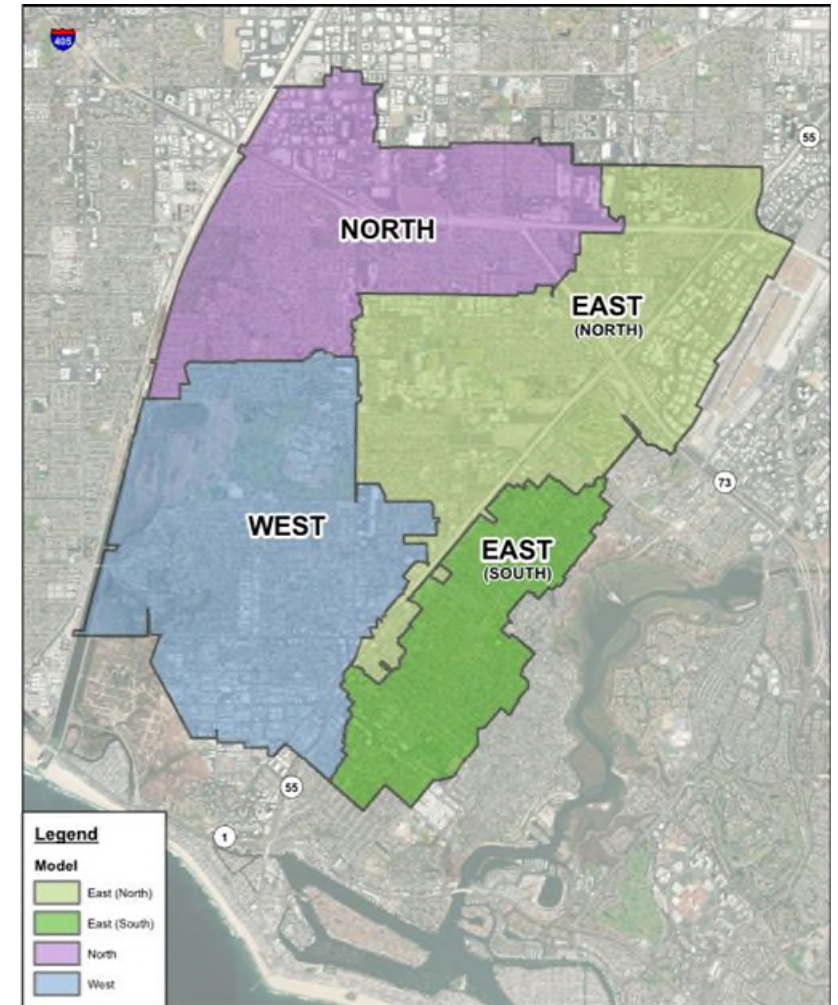 405
55
NORTH
EAST
(NORTH)
73
WEST
EAST
(SOUTH)
55
1
Legend
Model
East (North)
East (South)
North
West